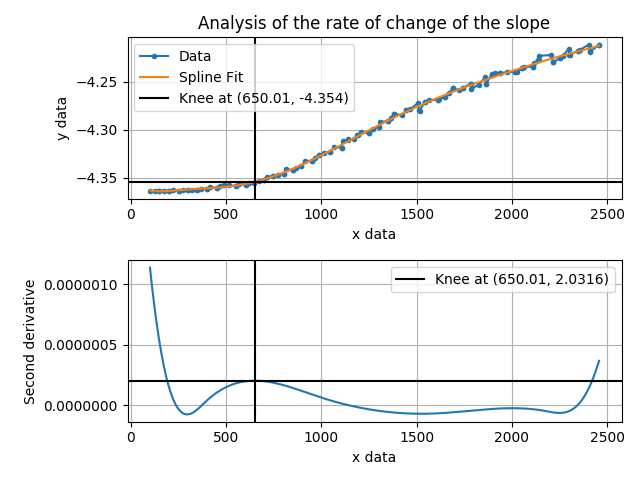 Analysis of the rate of change of the slope
Data
Spline Fit
Knee at (650.01, -4.354)
y data
−4.25
−4.30
−4.35
0 500 1000 1500 2000 2500
x data
Knee at (650.01, 2.0316)
Second derivative
0.0000010
0.0000005
0.0000000
0 500 1000 1500 2000 2500
x data